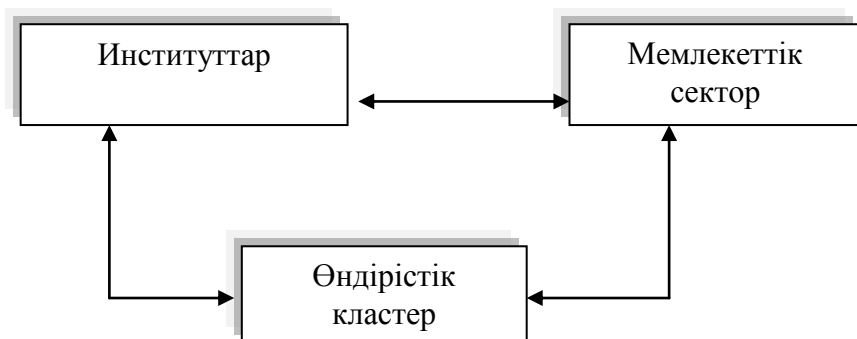 Институттар
Мемлекеттік
сектор
Өндірістік
кластер